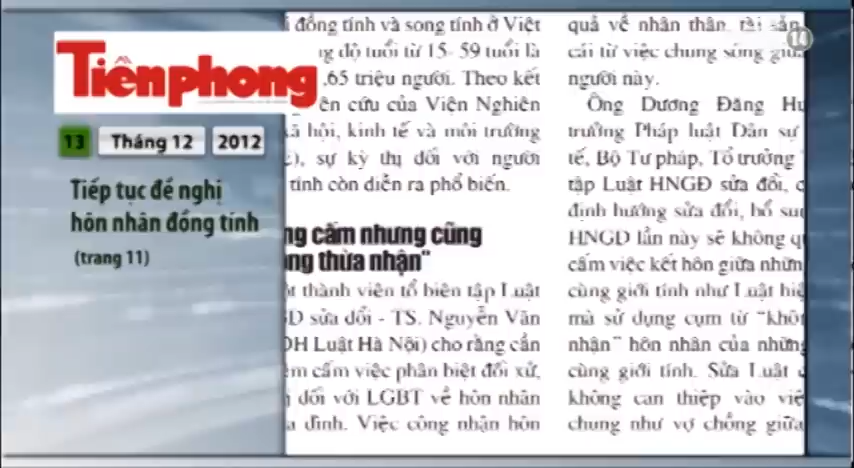 Tiềnphong
13 Tháng 12 2012
Tiếp tục đề nghị
hôn nhân đồng tính
(trang 11)
đồng tính và song tính ở Việt
độ tuổi từ 15- 59 tuổi là
,65 triệu người. Theo kết
ên cứu của Viện Nghiên
xã hội, kinh tế và môi trường
), sự kỳ thị đối với người
tính còn diễn ra phổ biến.
ng cấm nhưng cũng
ng thừa nhận"
thành viên tổ biên tập Luật
D sửa đổi - TS. Nguyễn Văn
ĐH Luật Hà Nội) cho rằng cần
êm cấm việc phân biệt đối xử,
đối với LGBT về hôn nhân
a đình. Việc công nhận hôn
quả về nhân thân, tài sản
cái từ việc chung sống giữa
người này.
Ông Dương Đăng Hu
trưởng Pháp luật Dân sự
tế, Bộ Tư pháp, Tổ trưởng
tập Luật HNGĐ sửa đổi, c
định hướng sửa đổi, bổ sun
HNGĐ lần này sẽ không qu
cấm việc kết hôn giữa nhữn
cùng giới tính như Luật hiệ
mà sử dụng cụm từ "khôn
nhận" hôn nhân của những
cùng giới tính. Sửa Luật
không can thiệp vào việ
chung như vợ chồng giữa
14